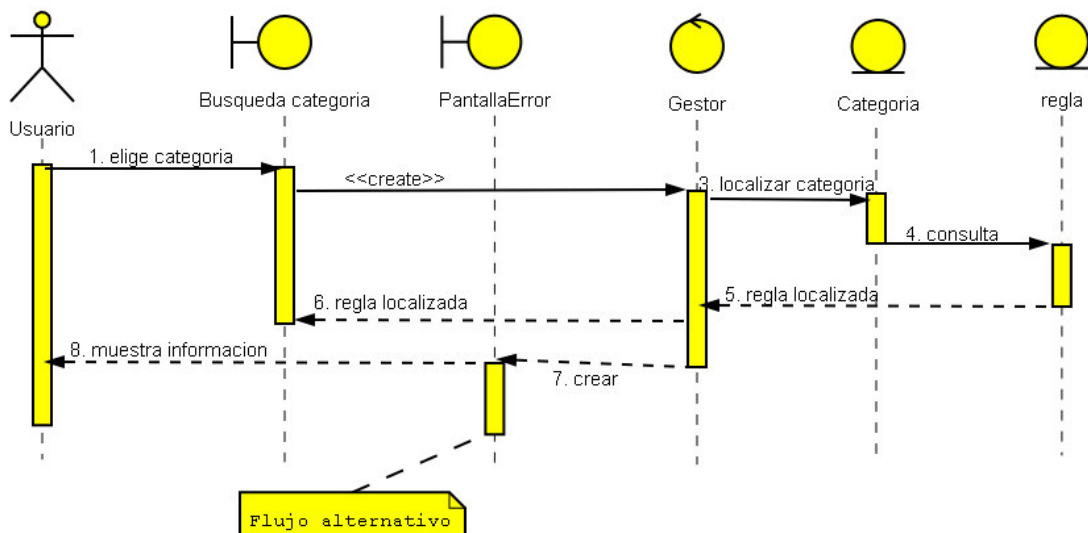 Usuario
Busqueda categoria
PantallaError
Gestor
Categoria
regla
1. elige categoria
<<create>>
3. localizar categoria
4. consulta
5. regla localizada
6. regla localizada
7. crear
8. muestra informacion
Flujo alternativo